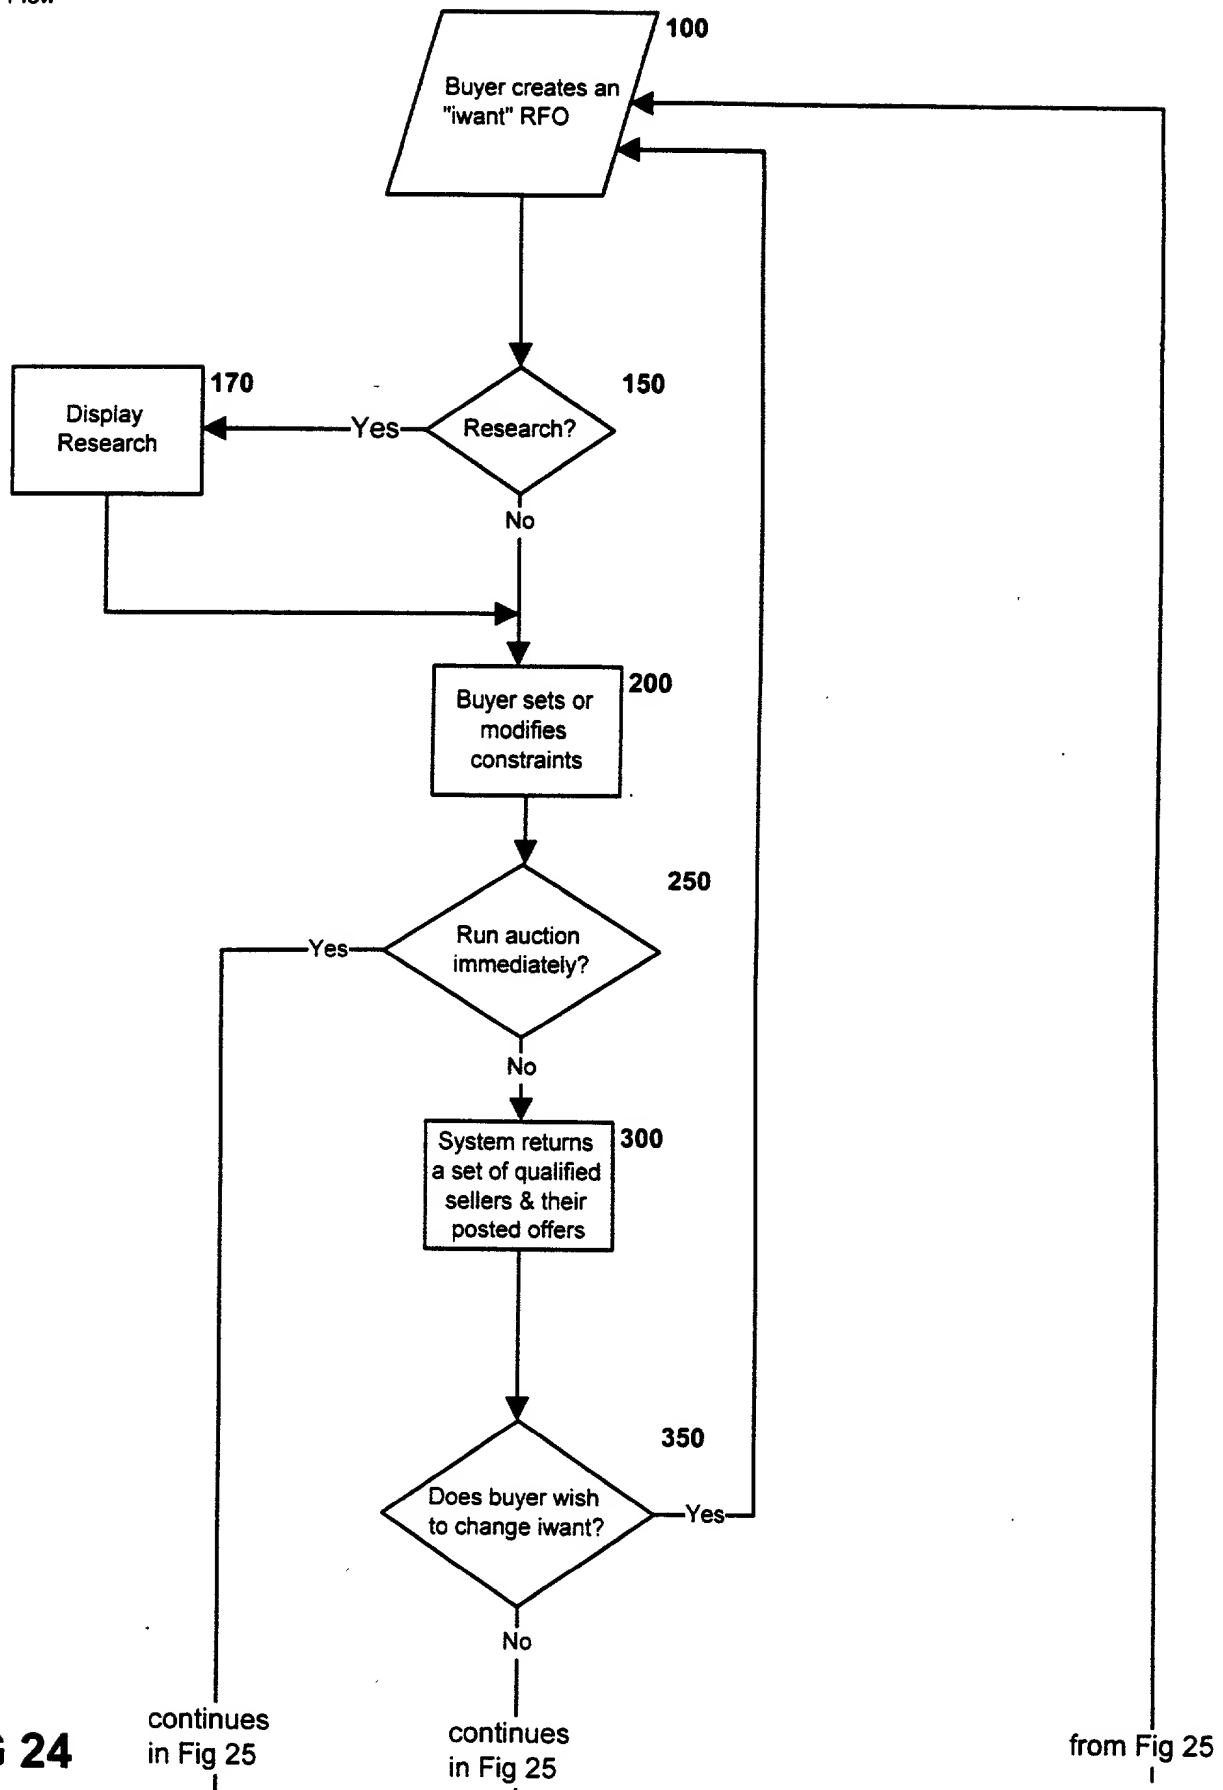 100
Buyer creates an
"iwant" RFO
170
150
Display
Research
Yes
Research?
No
200
Buyer sets or
modifies
constraints
250
Yes
Run auction
immediately?
No
300
System returns
a set of qualified
sellers & their
posted offers
350
Does buyer wish
to change iwant?
Yes
No
continues
in Fig 25
continues
in Fig 25
from Fig 25
24